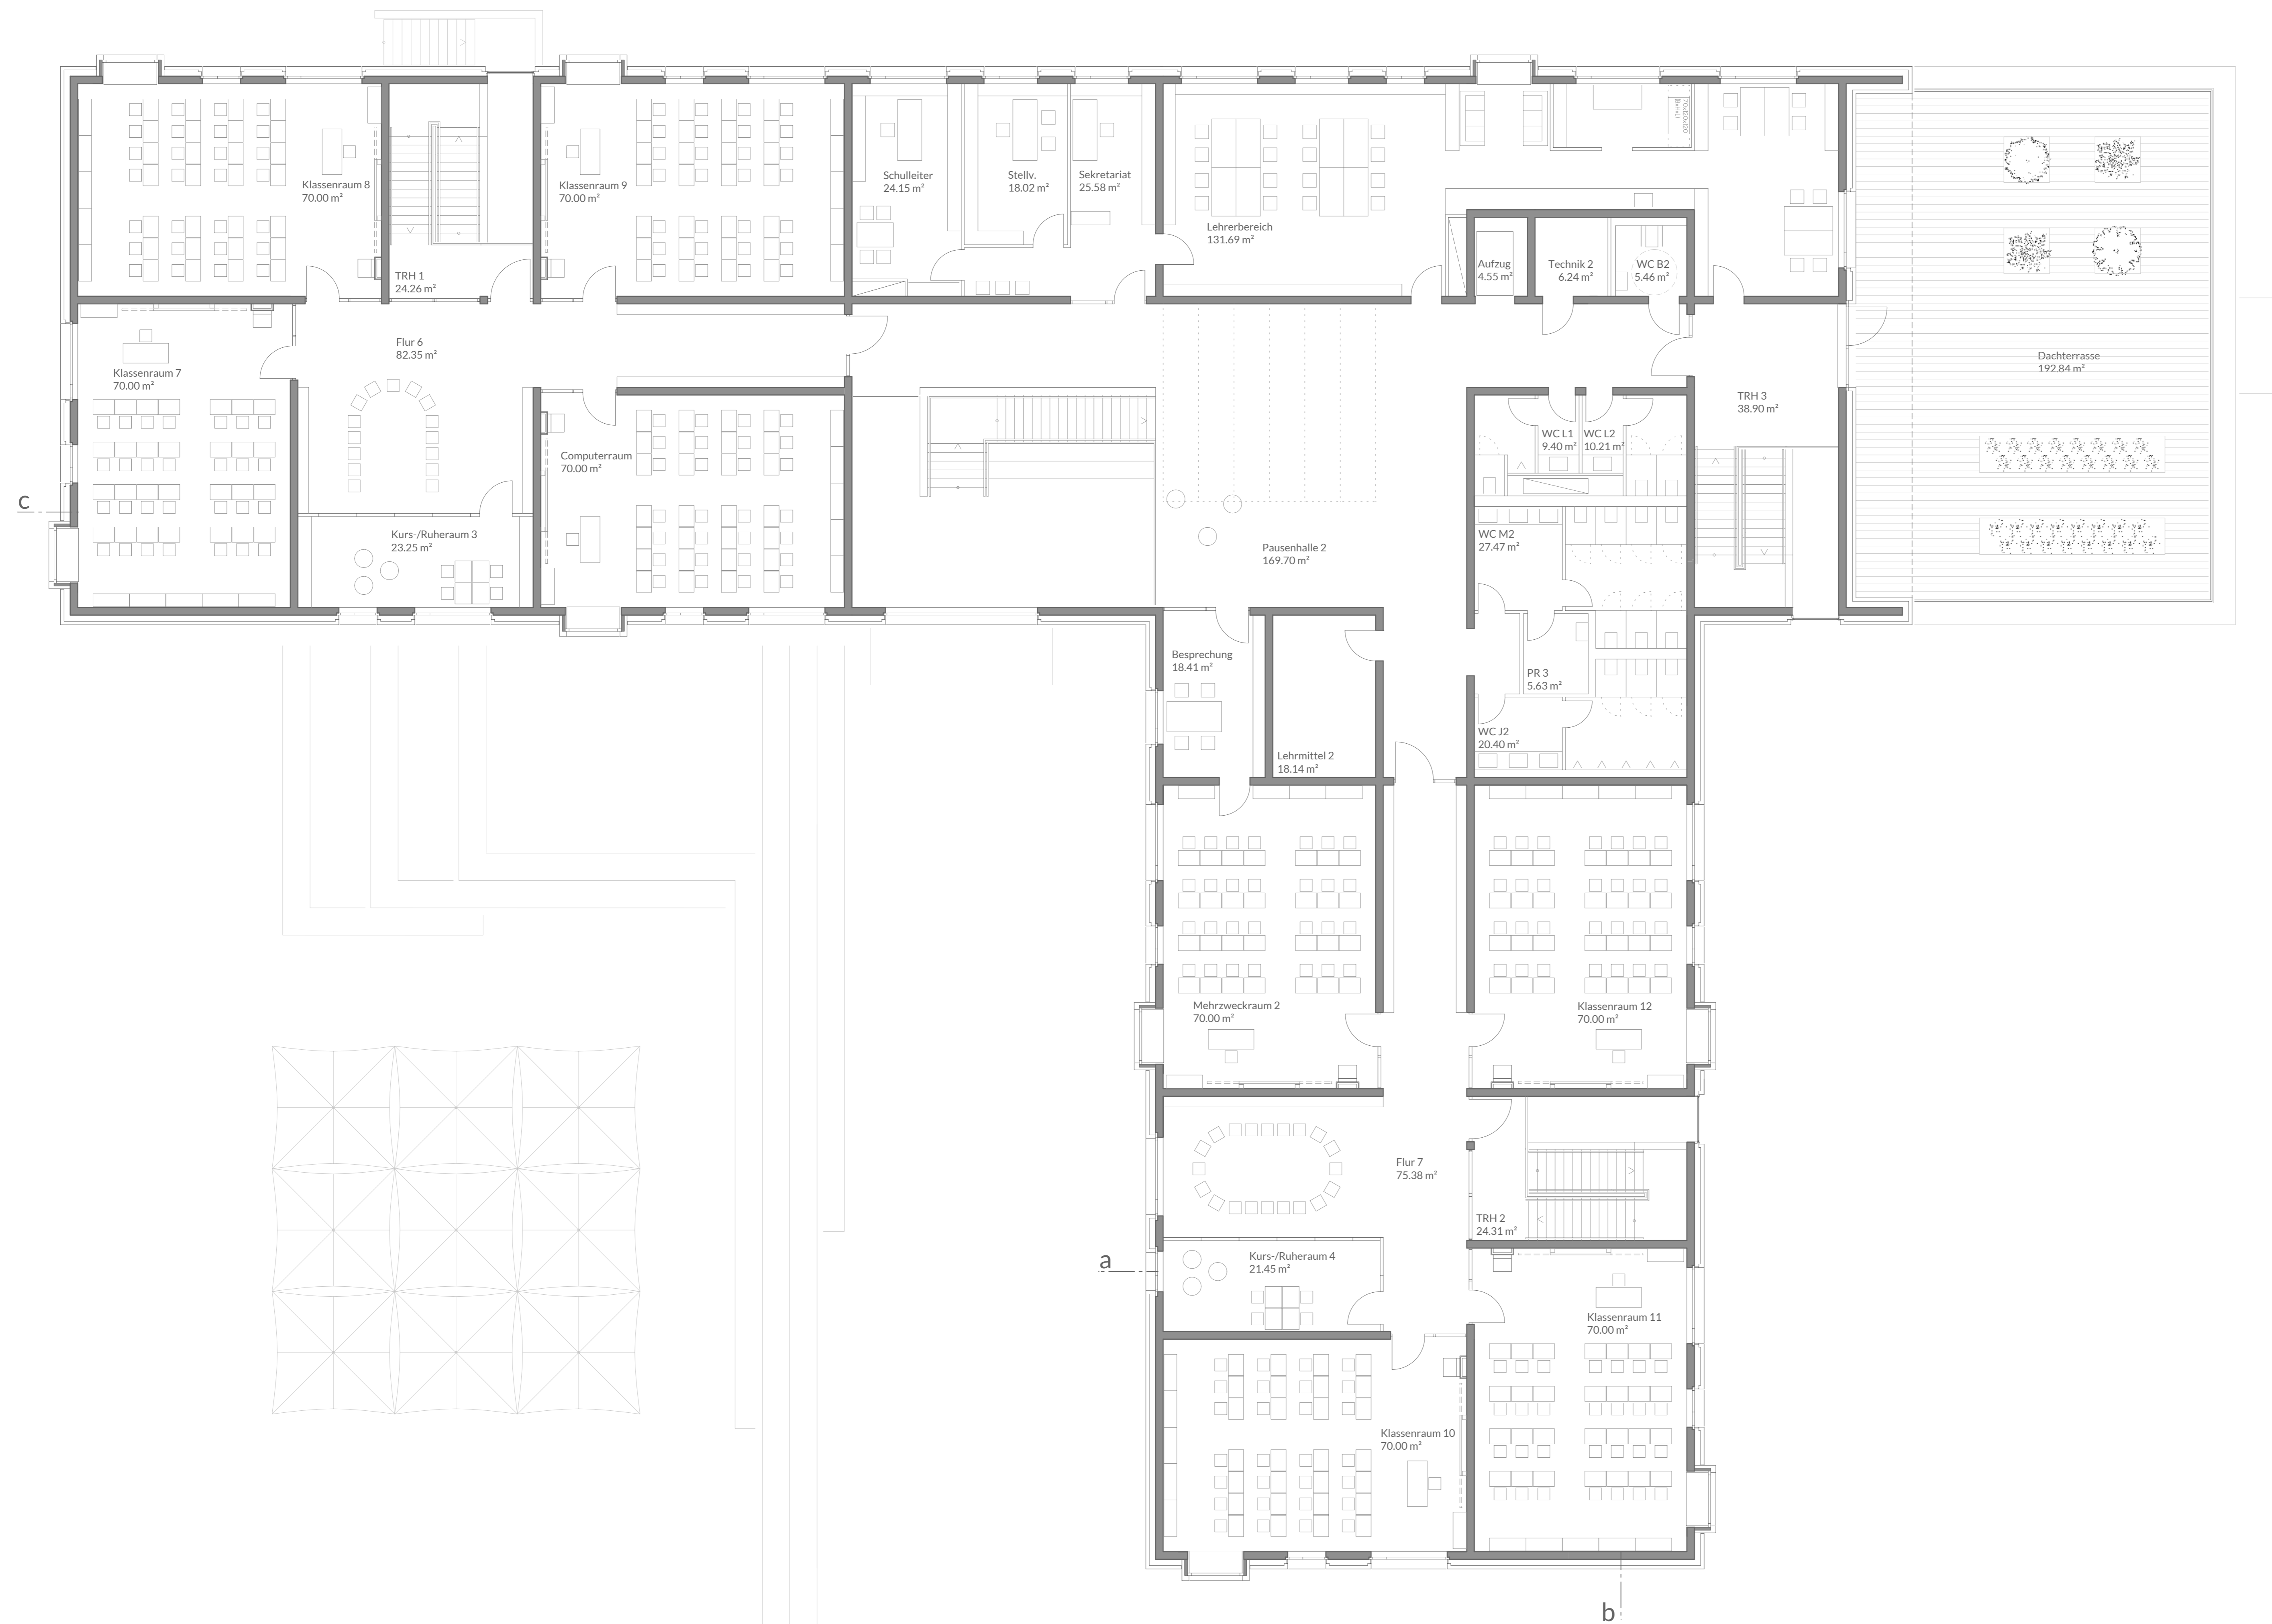 Klassenraum 8
70.00 m²
TRH 1
24.26 m²
Klassenraum 9
70.00 m²
Schulleiter
24.15 m²
Stellv.
18.02 m²
Sekretariat
25.58 m²
Lehrerbereich
131.69 m²
Aufzug
4.55 m²
Technik 2
6.24 m²
WC B2
5.46 m²
Flur 6
82.35 m²
Klassenraum 7
70.00 m²
Dachterrasse
192.84 m²
TRH 3
38.90 m²
Computerraum
70.00 m²
WC L1
9.40 m²
WC L2
10.21 m²
c
Kurs-/Ruheraum 3
23.25 m²
Pausenhalle 2
169.70 m²
WC M2
27.47 m²
Besprechung
18.41 m²
PR 3
5.63 m²
WC J2
20.40 m²
Lehrmittel 2
18.14 m²
Mehrzweckraum 2
70.00 m²
Klassenraum 12
70.00 m²
Flur 7
75.38 m²
TRH 2
24.31 m²
a
Kurs-/Ruheraum 4
21.45 m²
Klassenraum 11
70.00 m²
Klassenraum 10
70.00 m²
b